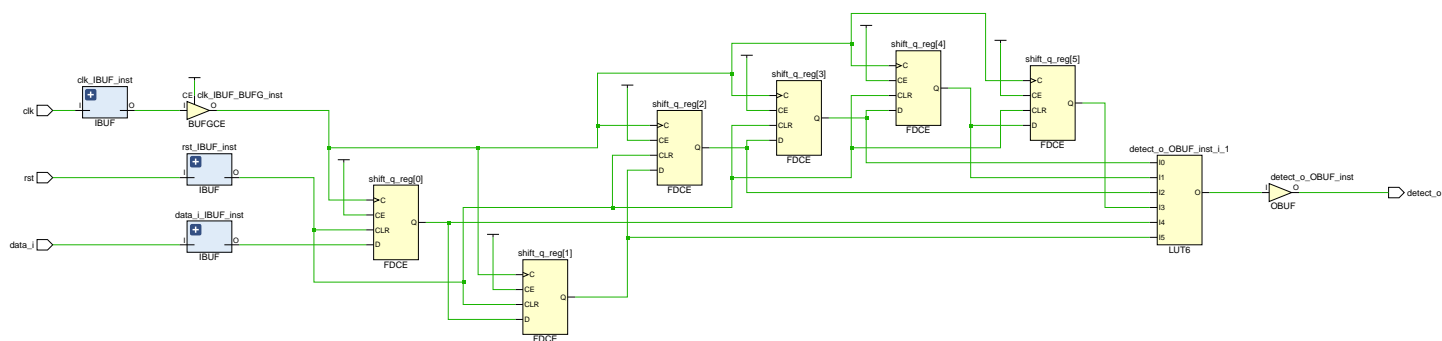 clk
clk_IBUF_inst
I
O
IBUF
CE
clk_IBUF_BUFG_inst
I
O
BUFGCE
rst
rst_IBUF_inst
I
O
IBUF
data_i
data_i_IBUF_inst
I
O
IBUF
shift_q_reg[0]
C
CE
CLR
D
Q
FDCE
shift_q_reg[1]
C
CE
CLR
D
Q
FDCE
shift_q_reg[2]
C
CE
CLR
D
Q
FDCE
shift_q_reg[3]
C
CE
CLR
D
Q
FDCE
shift_q_reg[4]
C
CE
CLR
D
Q
FDCE
shift_q_reg[5]
C
CE
CLR
D
Q
FDCE
detect_o_OBUF_inst_i_1
I0
I1
I2
I3
I4
I5
O
LUT6
detect_o_OBUF_inst
I
O
OBUF
detect_o